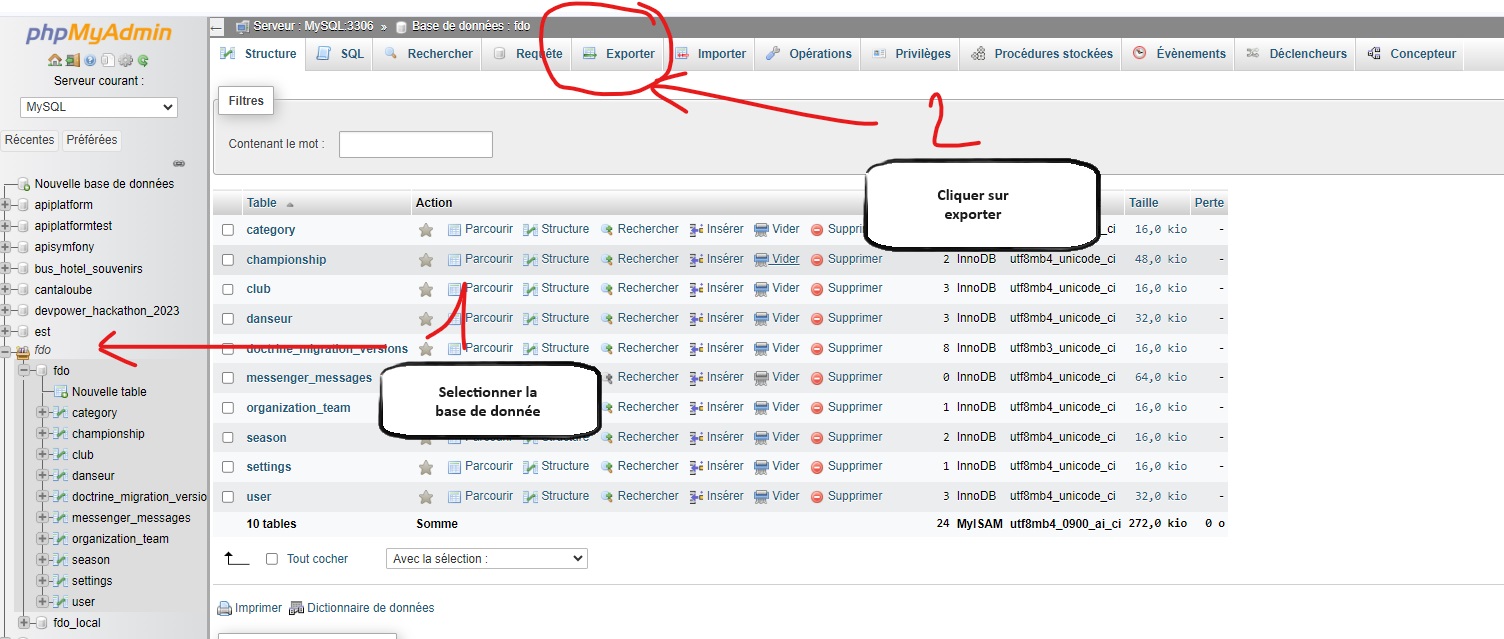 phpMyAdmin
Serveur courant :
MySQL
Récentes Préférées
Nouvelle base de données
apiplatform
apiplatformtest
apisymfony
bus_hotel_souvenirs
cantaloube
devpower_hackathon_2023
est
fdo
fdo
Nouvelle table
category
championship
club
danseur
doctrine_migration_versio
messenger_messages
organization_team
season
settings
user
fdo_local
Serveur : MySQL:3306 » Base de données : fdo
Structure SQL Rechercher Requête Exporter Importer Opérations Privilèges Procédures stockées Évènements Déclencheurs Concepteur
Filtres
Contenant le mot :
2
Cliquer sur
exporter
Table Action Taille Perte
category Parcourir Structure Rechercher Insérer Vider Supprim _ci 16,0 kio -
championship Parcourir Structure Rechercher Insérer Vider Supprimer 2 InnoDB utf8mb4_unicode_ci 48,0 kio -
club Parcourir Structure Rechercher Insérer Vider Supprimer 3 InnoDB utf8mb4_unicode_ci 16,0 kio -
danseur Parcourir Structure Rechercher Insérer Vider Supprimer 3 InnoDB utf8mb4_unicode_ci 32,0 kio -
1
doctrine_migration_versions Parcourir Structure Rechercher Insérer Vider Supprimer 8 InnoDB utf8mb3_unicode_ci 16,0 kio -
messenger_messages Rechercher Insérer Vider Supprimer 0 InnoDB utf8mb4_unicode_ci 64,0 kio -
Selectionner la
base de donnée
organization_team Rechercher Insérer Vider Supprimer 1 InnoDB utf8mb4_unicode_ci 16,0 kio -
season Parcourir Structure Rechercher Insérer Vider Supprimer 2 InnoDB utf8mb4_unicode_ci 16,0 kio -
settings Parcourir Structure Rechercher Insérer Vider Supprimer 1 InnoDB utf8mb4_unicode_ci 16,0 kio -
user Parcourir Structure Rechercher Insérer Vider Supprimer 3 InnoDB utf8mb4_unicode_ci 32,0 kio -
10 tables Somme 24 MyISAM utf8mb4_0900_ai_ci 272,0 kio 0 o
Tout cocher Avec la sélection :
Imprimer Dictionnaire de données